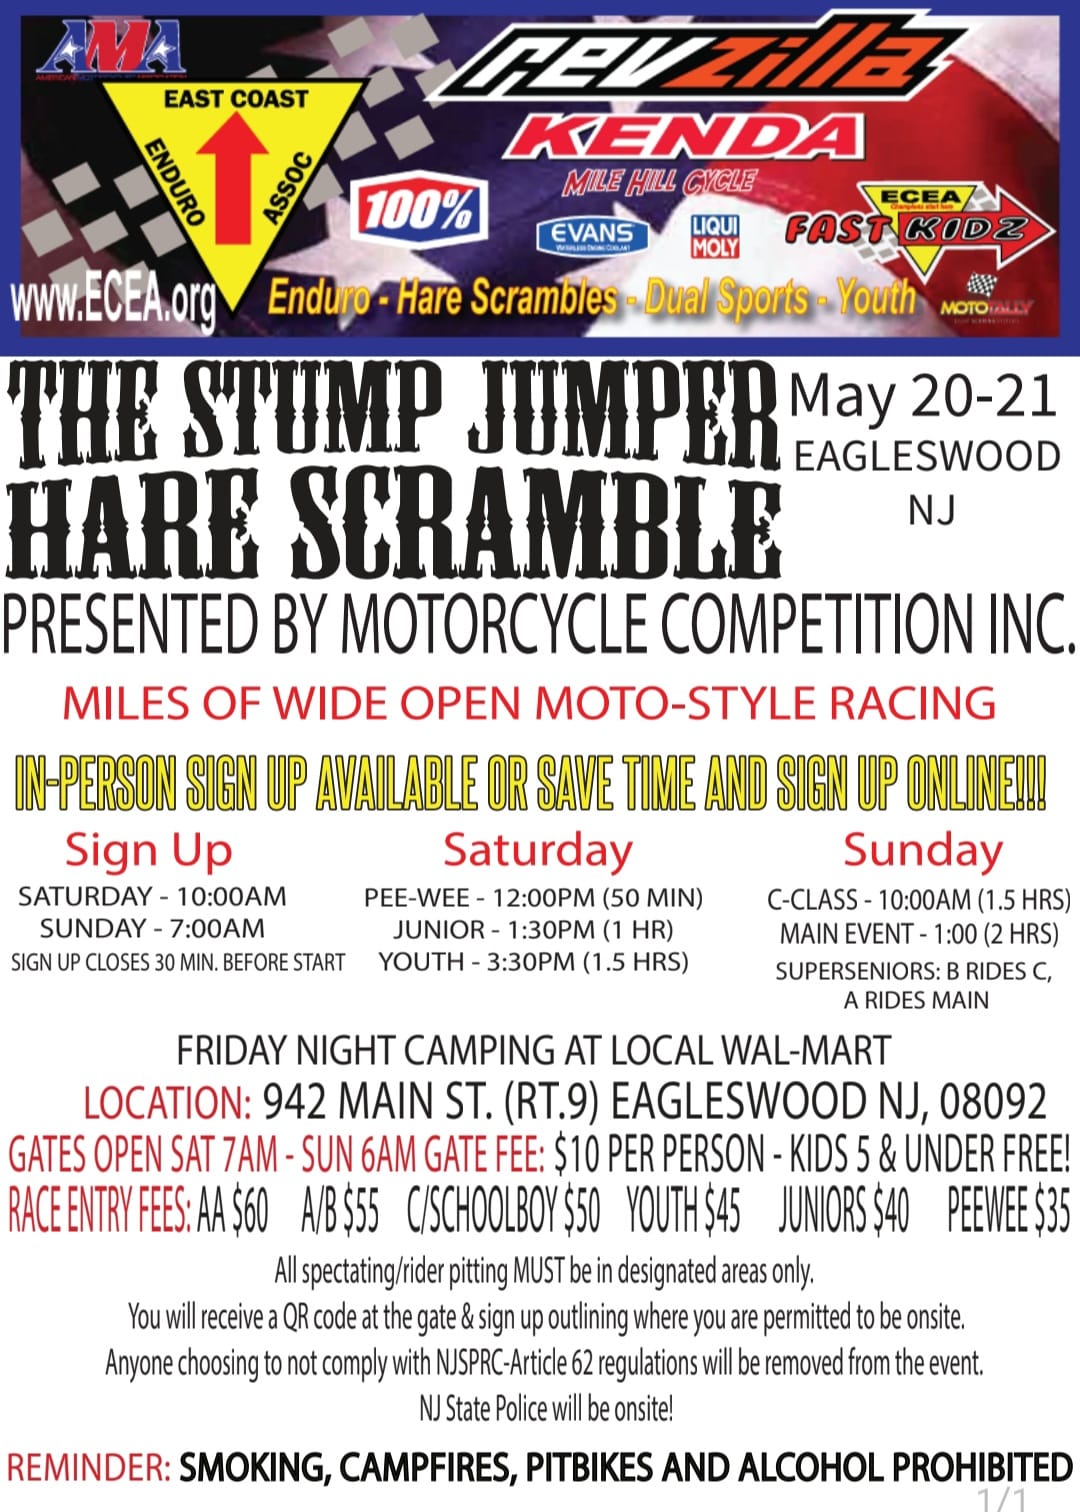 AMA
AMERICAN MOTORCYCLIST ASSOCIATION
EAST COAST
ENDURO
ASSOC
revzilla
KENDA
MILE HILL CYCLE
100%
EVANS
WATERLESS ENGINE COOLANT
LIQUI
MOLY
ECEA
Champions start here
FAST KIDZ
www.ECEA.org
Enduro - Hare Scrambles - Dual Sports - Youth
MOTOTALLY
THE STUMP JUMPER
HARE SCRAMBLE
May 20-21
EAGLESWOOD
NJ
PRESENTED BY MOTORCYCLE COMPETITION INC.
MILES OF WIDE OPEN MOTO-STYLE RACING
IN-PERSON SIGN UP AVAILABLE OR SAVE TIME AND SIGN UP ONLINE!!!
Sign Up
SATURDAY - 10:00AM
SUNDAY - 7:00AM
SIGN UP CLOSES 30 MIN. BEFORE START
Saturday
PEE-WEE - 12:00PM (50 MIN)
JUNIOR - 1:30PM (1 HR)
YOUTH - 3:30PM (1.5 HRS)
Sunday
C-CLASS - 10:00AM (1.5 HRS)
MAIN EVENT - 1:00 (2 HRS)
SUPERSENIORS: B RIDES C,
A RIDES MAIN
FRIDAY NIGHT CAMPING AT LOCAL WAL-MART
LOCATION: 942 MAIN ST. (RT.9) EAGLESWOOD NJ, 08092
GATES OPEN SAT 7AM - SUN 6AM GATE FEE: $10 PER PERSON - KIDS 5 & UNDER FREE!
RACE ENTRY FEES: AA $60 A/B $55 C/SCHOOLBOY $50 YOUTH $45 JUNIORS $40 PEEWEE $35
All spectating/rider pitting MUST be in designated areas only.
You will receive a QR code at the gate & sign up outlining where you are permitted to be onsite.
Anyone choosing to not comply with NJSPRC-Article 62 regulations will be removed from the event.
NJ State Police will be onsite!
REMINDER: SMOKING, CAMPFIRES, PITBIKES AND ALCOHOL PROHIBITED
1/1